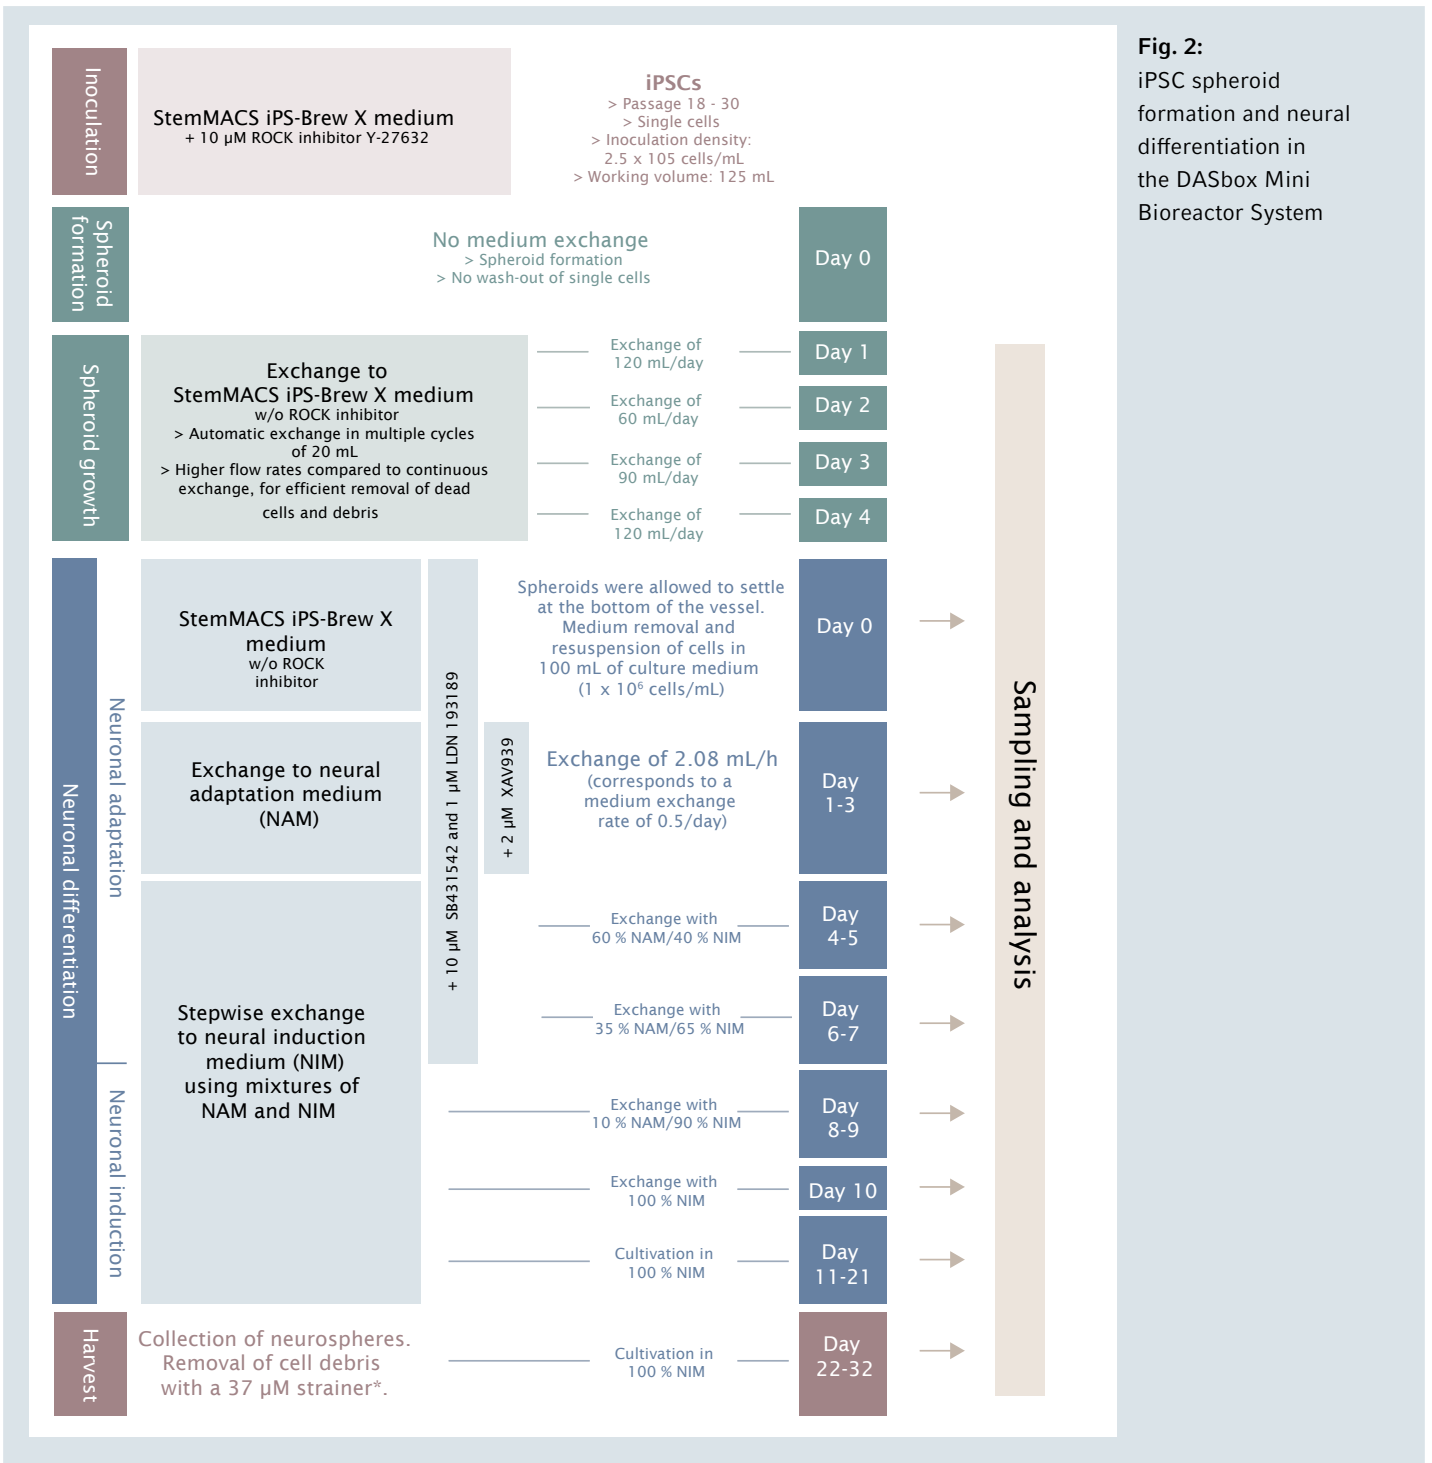 Fig. 2:
iPSC spheroid
formation and neural
differentiation in
the DASbox Mini
Bioreactor System
Inoculation
StemMACS iPS-Brew X medium
+ 10 µM ROCK inhibitor Y-27632
iPSCs
> Passage 18 - 30
> Single cells
> Inoculation density:
2.5 x 105 cells/mL
> Working volume: 125 mL
Spheroid
formation
No medium exchange
> Spheroid formation
> No wash-out of single cells
Day 0
Spheroid growth
Exchange to
StemMACS iPS-Brew X medium
w/o ROCK inhibitor
> Automatic exchange in multiple cycles
of 20 mL
> Higher flow rates compared to continuous
exchange, for efficient removal of dead
cells and debris
Exchange of
120 mL/day
Day 1
Exchange of
60 mL/day
Day 2
Exchange of
90 mL/day
Day 3
Exchange of
120 mL/day
Day 4
Neuronal differentiation
Neuronal adaptation
StemMACS iPS-Brew X
medium
w/o ROCK
inhibitor
+ 10 µM SB431542 and 1 µM LDN 193189
Spheroids were allowed to settle
at the bottom of the vessel.
Medium removal and
resuspension of cells in
100 mL of culture medium
(1 x 10⁶ cells/mL)
Day 0
Exchange to neural
adaptation medium
(NAM)
+ 2 µM XAV939
Exchange of 2.08 mL/h
(corresponds to a
medium exchange
rate of 0.5/day)
Day
1-3
Stepwise exchange
to neural induction
medium (NIM)
using mixtures of
NAM and NIM
Exchange with
60 % NAM/40 % NIM
Day
4-5
Exchange with
35 % NAM/65 % NIM
Day
6-7
Neuronal induction
Exchange with
10 % NAM/90 % NIM
Day
8-9
Exchange with
100 % NIM
Day 10
Cultivation in
100 % NIM
Day
11-21
Harvest
Collection of neurospheres.
Removal of cell debris
with a 37 µM strainer*.
Cultivation in
100 % NIM
Day
22-32
Sampling and analysis